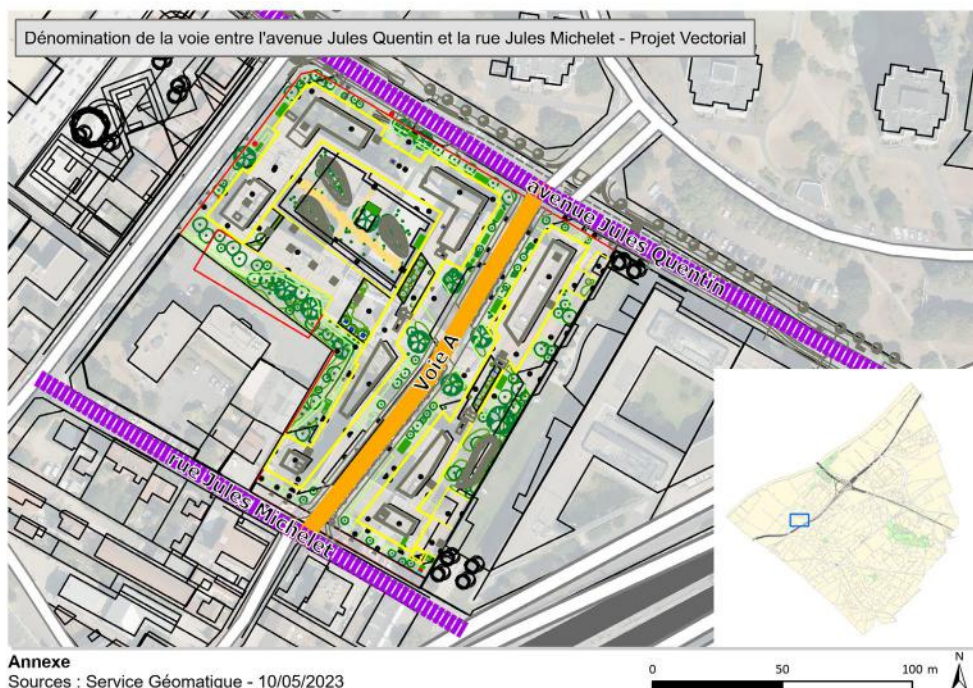 Dénomination de la voie entre l'avenue Jules Quentin et la rue Jules Michelet - Projet Vectorial
avenue Jules Quentin
Voie A
rue Jules Michelet
Annexe
Sources : Service Géomatique - 10/05/2023
0 50 100 m
N